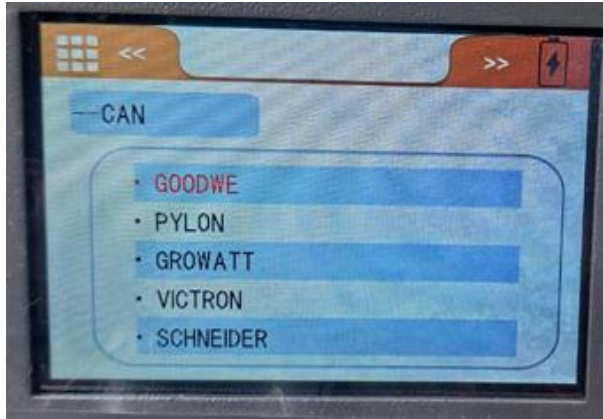 << >>
—CAN
· GOODWE
· PYLON
· GROWATT
· VICTRON
· SCHNEIDER